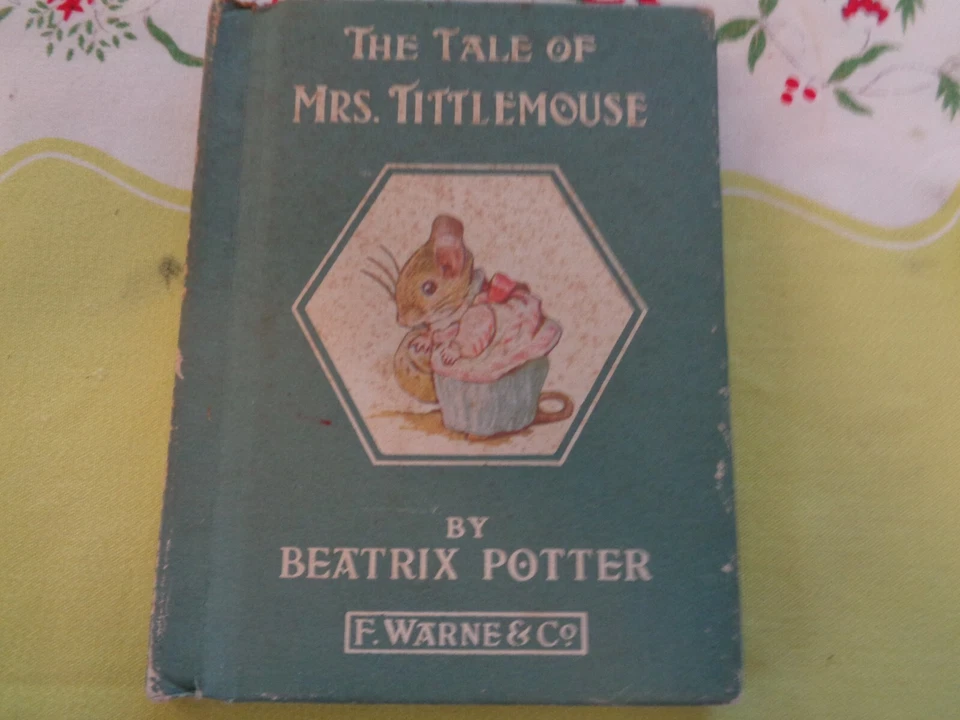 The Tale of
Mrs. Tittlemouse
BY
BEATRIX POTTER
F. Warne & Co